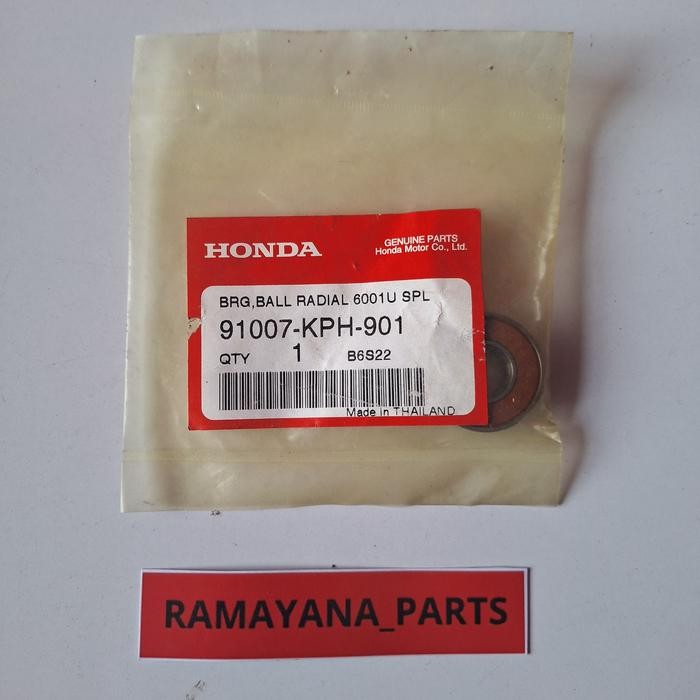 HONDA
GENUINE PARTS
Honda Motor Co., Ltd.
BRG,BALL RADIAL 6001U SPL
91007-KPH-901
QTY 1 B6S22
Made in THAILAND
RAMAYANA_PARTS